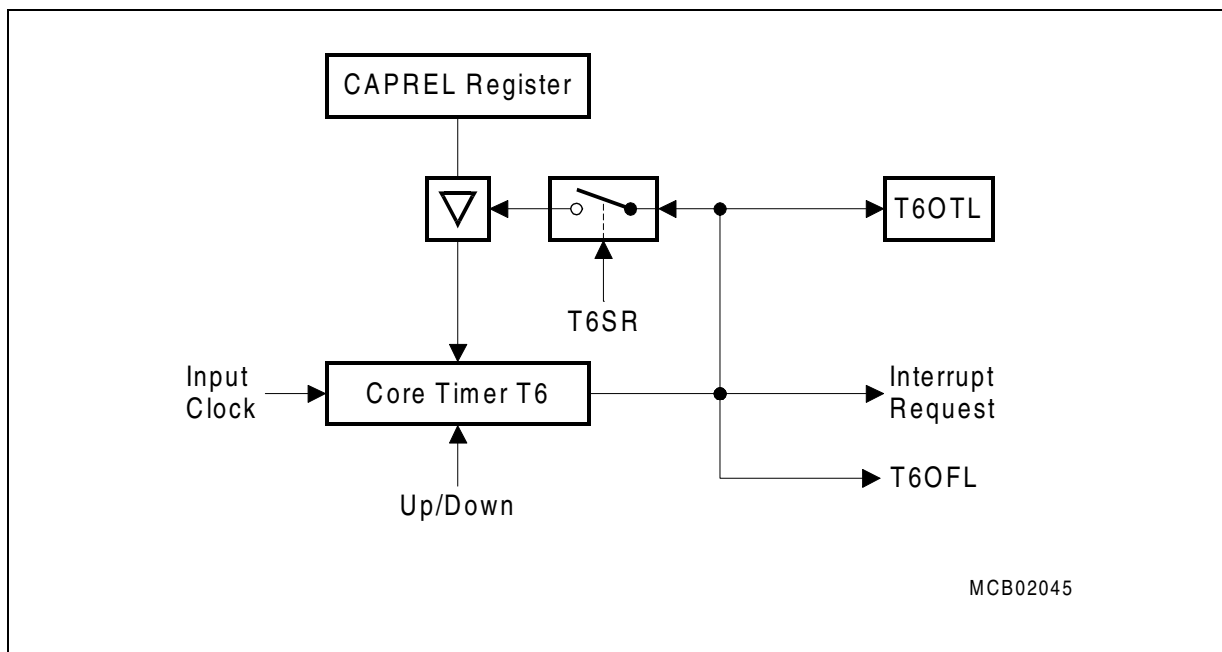 CAPREL Register
T6OTL
T6SR
Input
Clock
Core Timer T6
Interrupt
Request
Up/Down
T6OFL
MCB02045